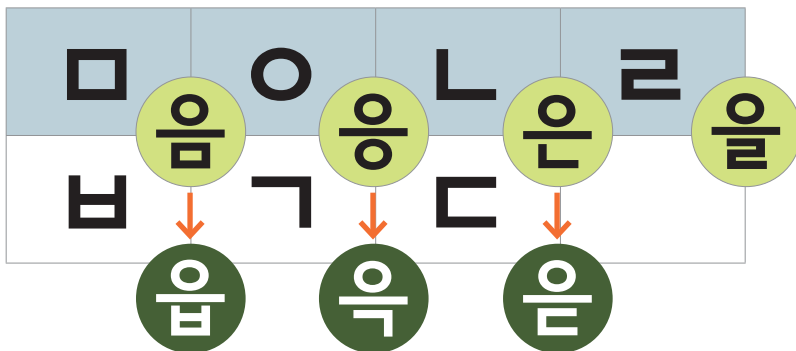 ㅁ ㅇ ㄴ ㄹ
음 응 은 을
ㅂ ㄱ ㄷ
읍 윽 읃